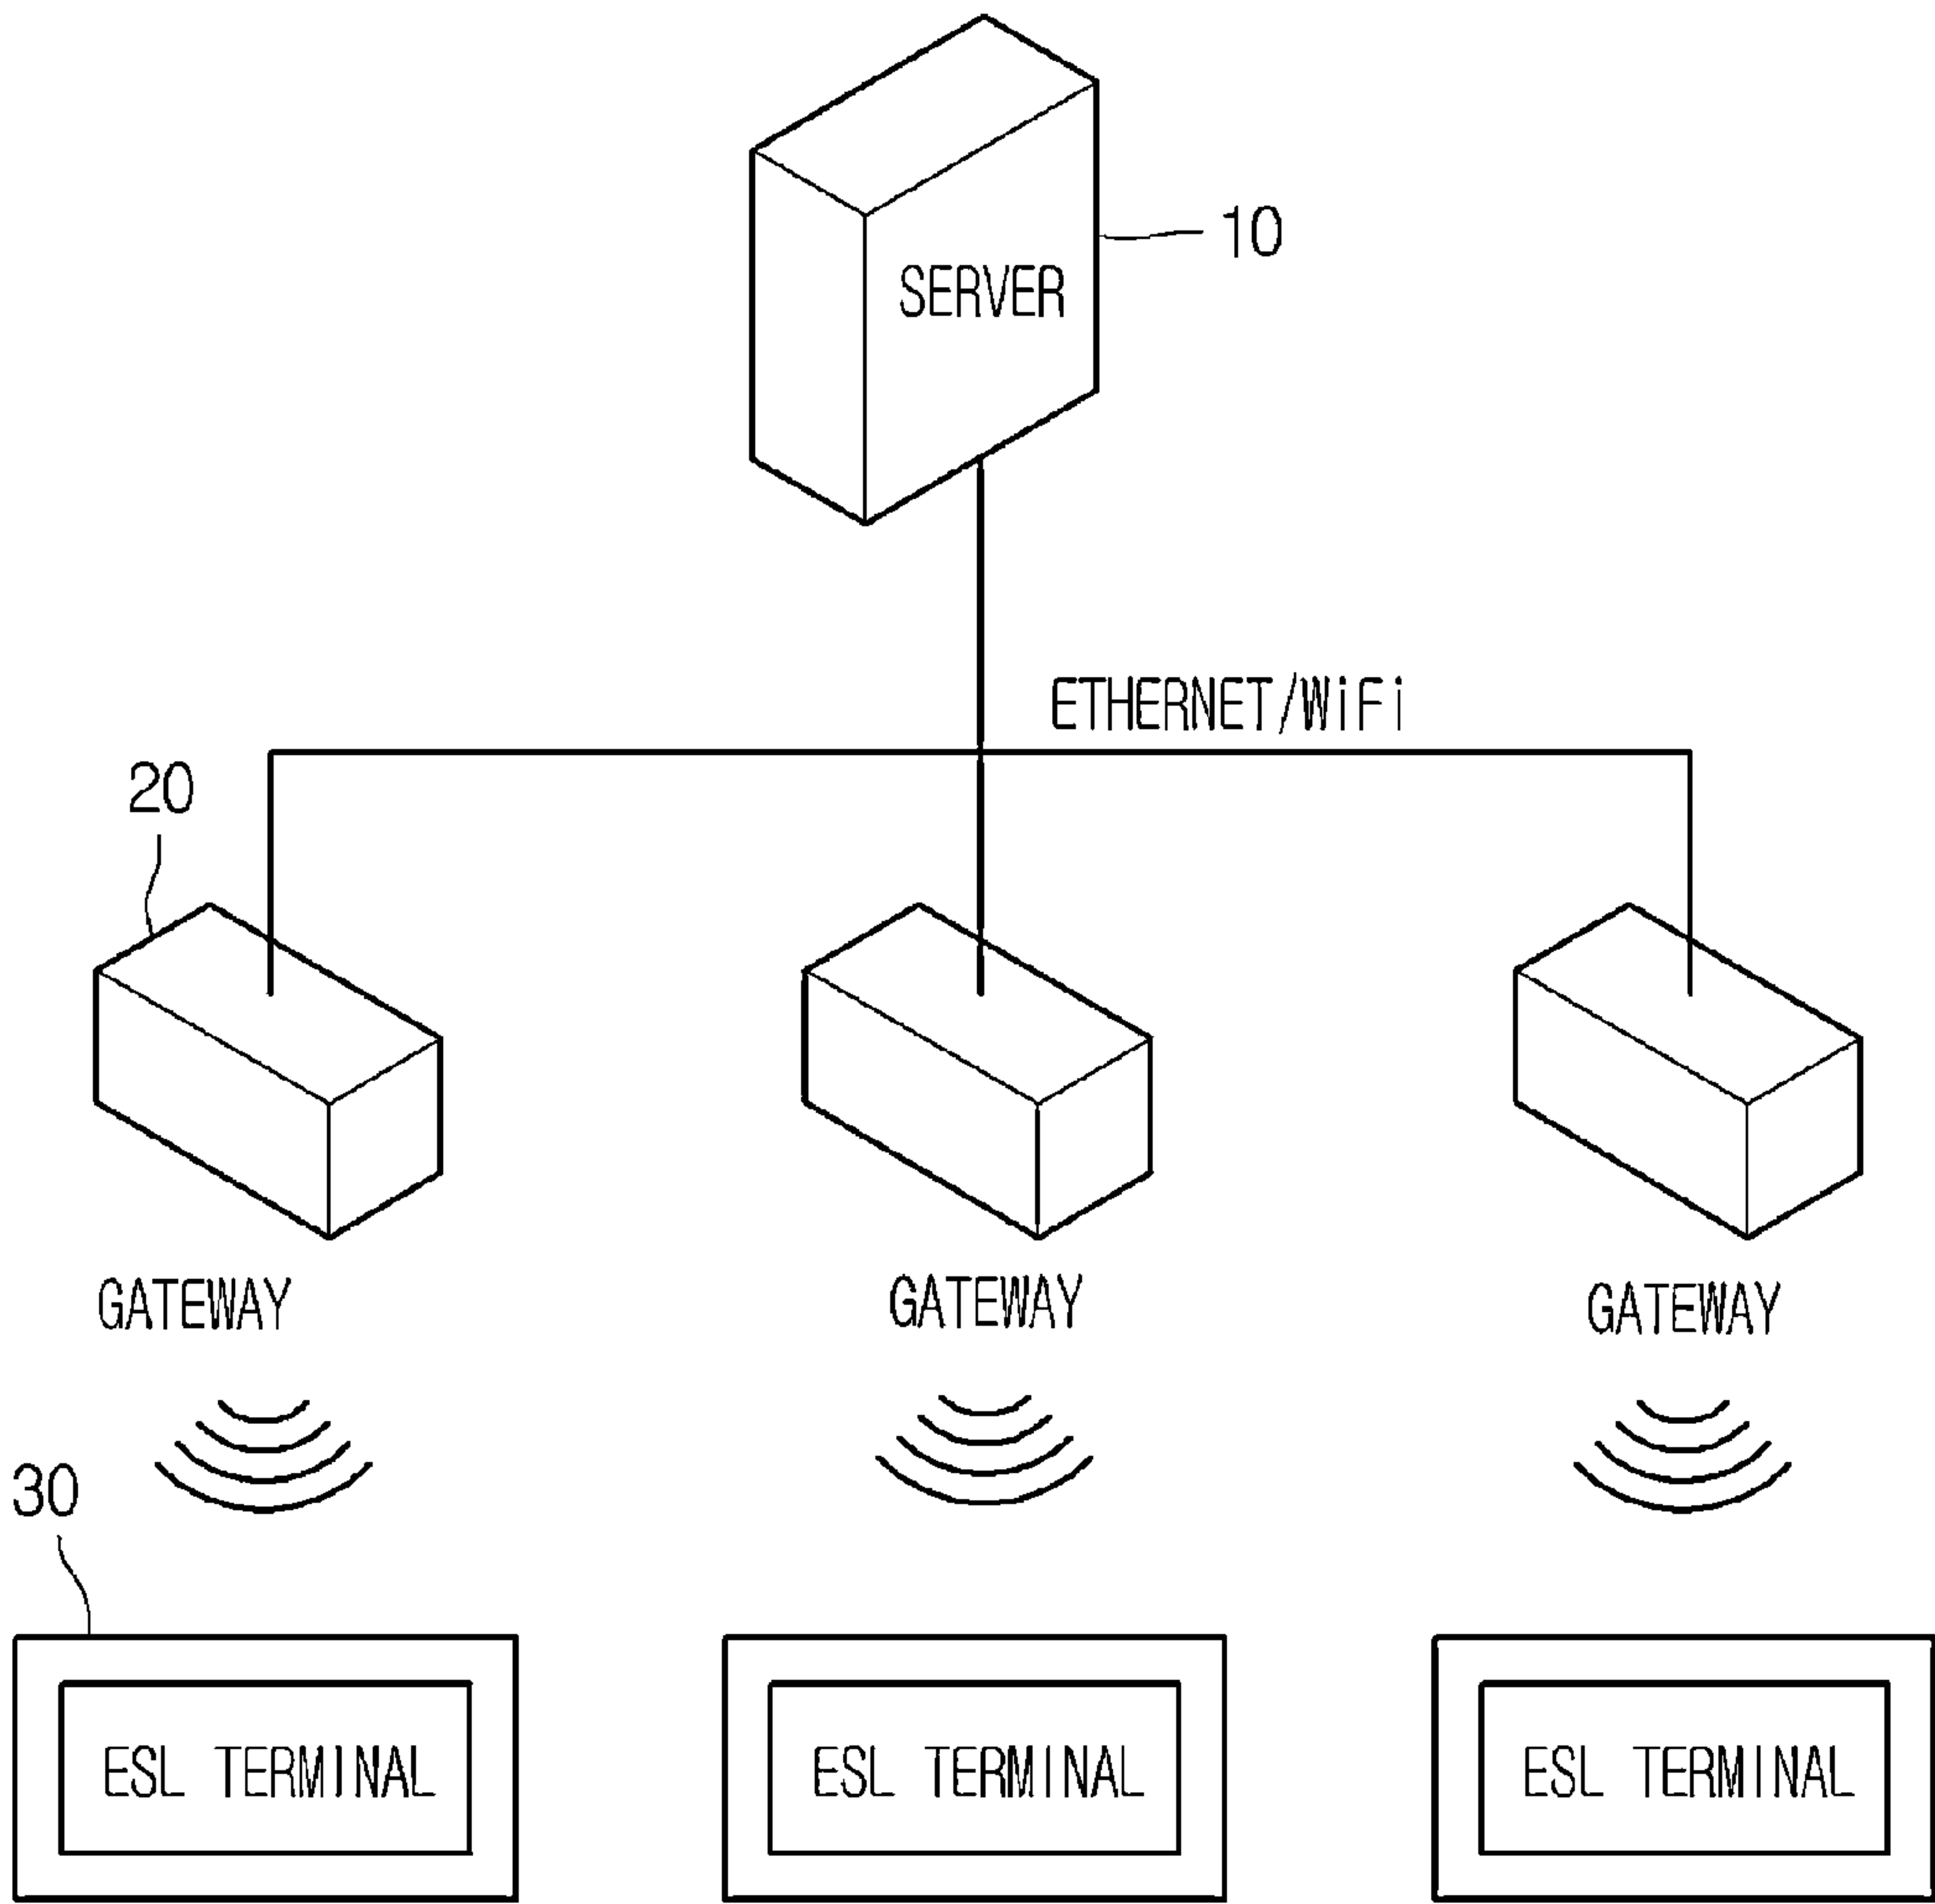 10
SERVER
ETHERNET/WiFi
20
GATEWAY
GATEWAY
GATEWAY
30
ESL TERMINAL
ESL TERMINAL
ESL TERMINAL